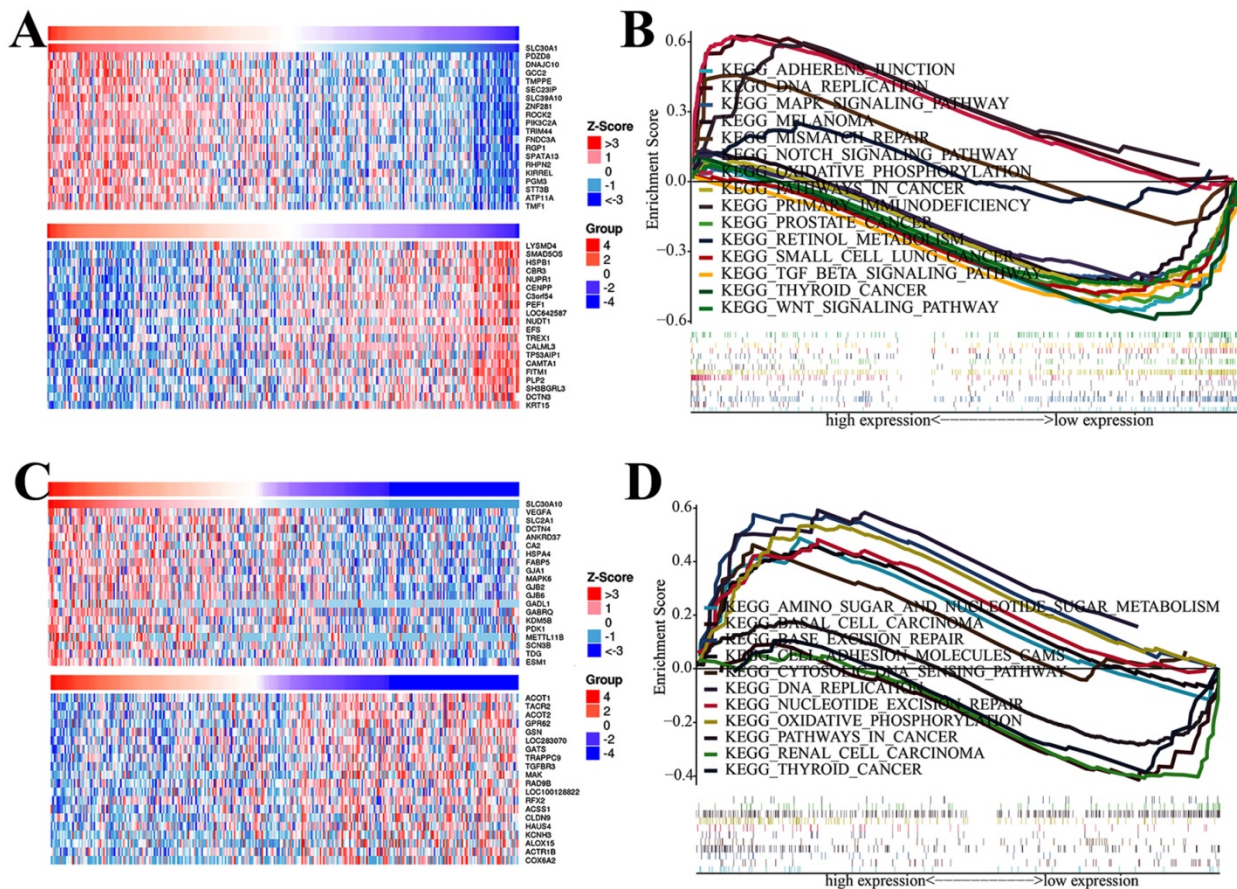 A
SLC30A1
PDZD8
DNAJC10
GCC2
TMPPE
SEC23IP
SLC39A10
ZNF281
ROCK2
PIK3C2A
TRIM44
FNDC3A
RGP1
SPATA13
RHPN2
KIRREL
PGM3
STT3B
ATP11A
TMF1
Z-Score
>3
1
0
-1
<-3
LYSMD4
SMAD5OS
HSPB1
CBR3
NUPR1
CENPP
C3orf54
PEF1
LOC642587
NUDT1
EFS
TREX1
CALML3
TP53AIP1
CAMTA1
FITM1
PLP2
SH3BGRL3
DCTN3
KRT15
Group
4
2
0
-2
-4
B
Enrichment Score
0.6
0.3
0.0
−0.3
−0.6
KEGG_ADHERENS_JUNCTION
KEGG_DNA_REPLICATION
KEGG_MAPK_SIGNALING_PATHWAY
KEGG_MELANOMA
KEGG_MISMATCH_REPAIR
KEGG_NOTCH_SIGNALING_PATHWAY
KEGG_OXIDATIVE_PHOSPHORYLATION
KEGG_PATHWAYS_IN_CANCER
KEGG_PRIMARY_IMMUNODEFICIENCY
KEGG_PROSTATE_CANCER
KEGG_RETINOL_METABOLISM
KEGG_SMALL_CELL_LUNG_CANCER
KEGG_TGF_BETA_SIGNALING_PATHWAY
KEGG_THYROID_CANCER
KEGG_WNT_SIGNALING_PATHWAY
high expression<----------->low expression
C
SLC30A10
VEGFA
SLC2A1
DCTN4
ANKRD37
CA2
HSPA4
FABP5
GJA1
MAPK6
GJB2
GJB6
GADL1
GABRQ
KDM5B
PDK1
METTL11B
SCN3B
TDG
ESM1
Z-Score
>3
1
0
-1
<-3
ACOT1
TACR2
ACOT2
GPR62
GSN
LOC283070
GATS
TRAPPC9
TGFBR3
MAK
RAD9B
LOC100128822
RFX2
ACSS1
CLDN9
HAUS4
KCNH3
ALOX15
ACTR1B
COX6A2
Group
4
2
0
-2
-4
D
Enrichment Score
0.6
0.4
0.2
0.0
−0.2
−0.4
KEGG_AMINO_SUGAR_AND_NUCLEOTIDE_SUGAR_METABOLISM
KEGG_BASAL_CELL_CARCINOMA
KEGG_BASE_EXCISION_REPAIR
KEGG_CELL_ADHESION_MOLECULES_CAMS
KEGG_CYTOSOLIC_DNA_SENSING_PATHWAY
KEGG_DNA_REPLICATION
KEGG_NUCLEOTIDE_EXCISION_REPAIR
KEGG_OXIDATIVE_PHOSPHORYLATION
KEGG_PATHWAYS_IN_CANCER
KEGG_RENAL_CELL_CARCINOMA
KEGG_THYROID_CANCER
high expression<----------->low expression